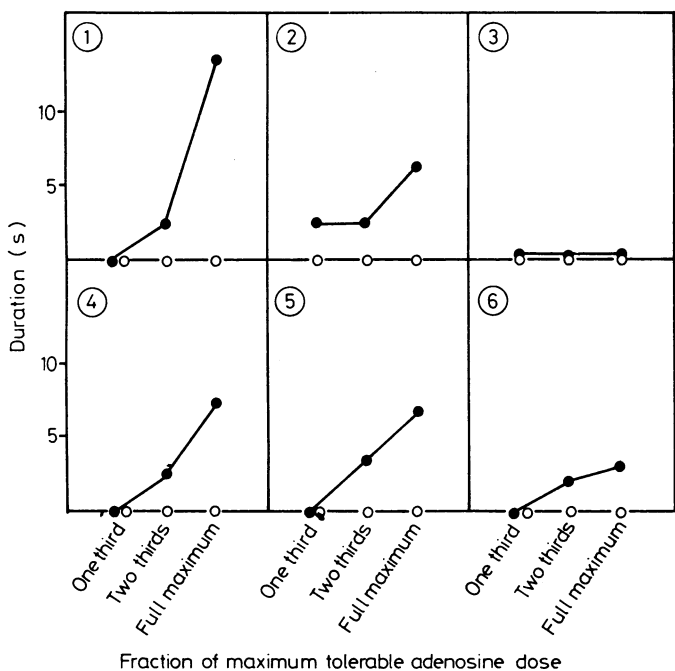 1 2 3
10
5
Duration (s)
4 5 6
10
5
One third Two thirds Full maximum One third Two thirds Full maximum One third Two thirds Full maximum
Fraction of maximum tolerable adenosine dose